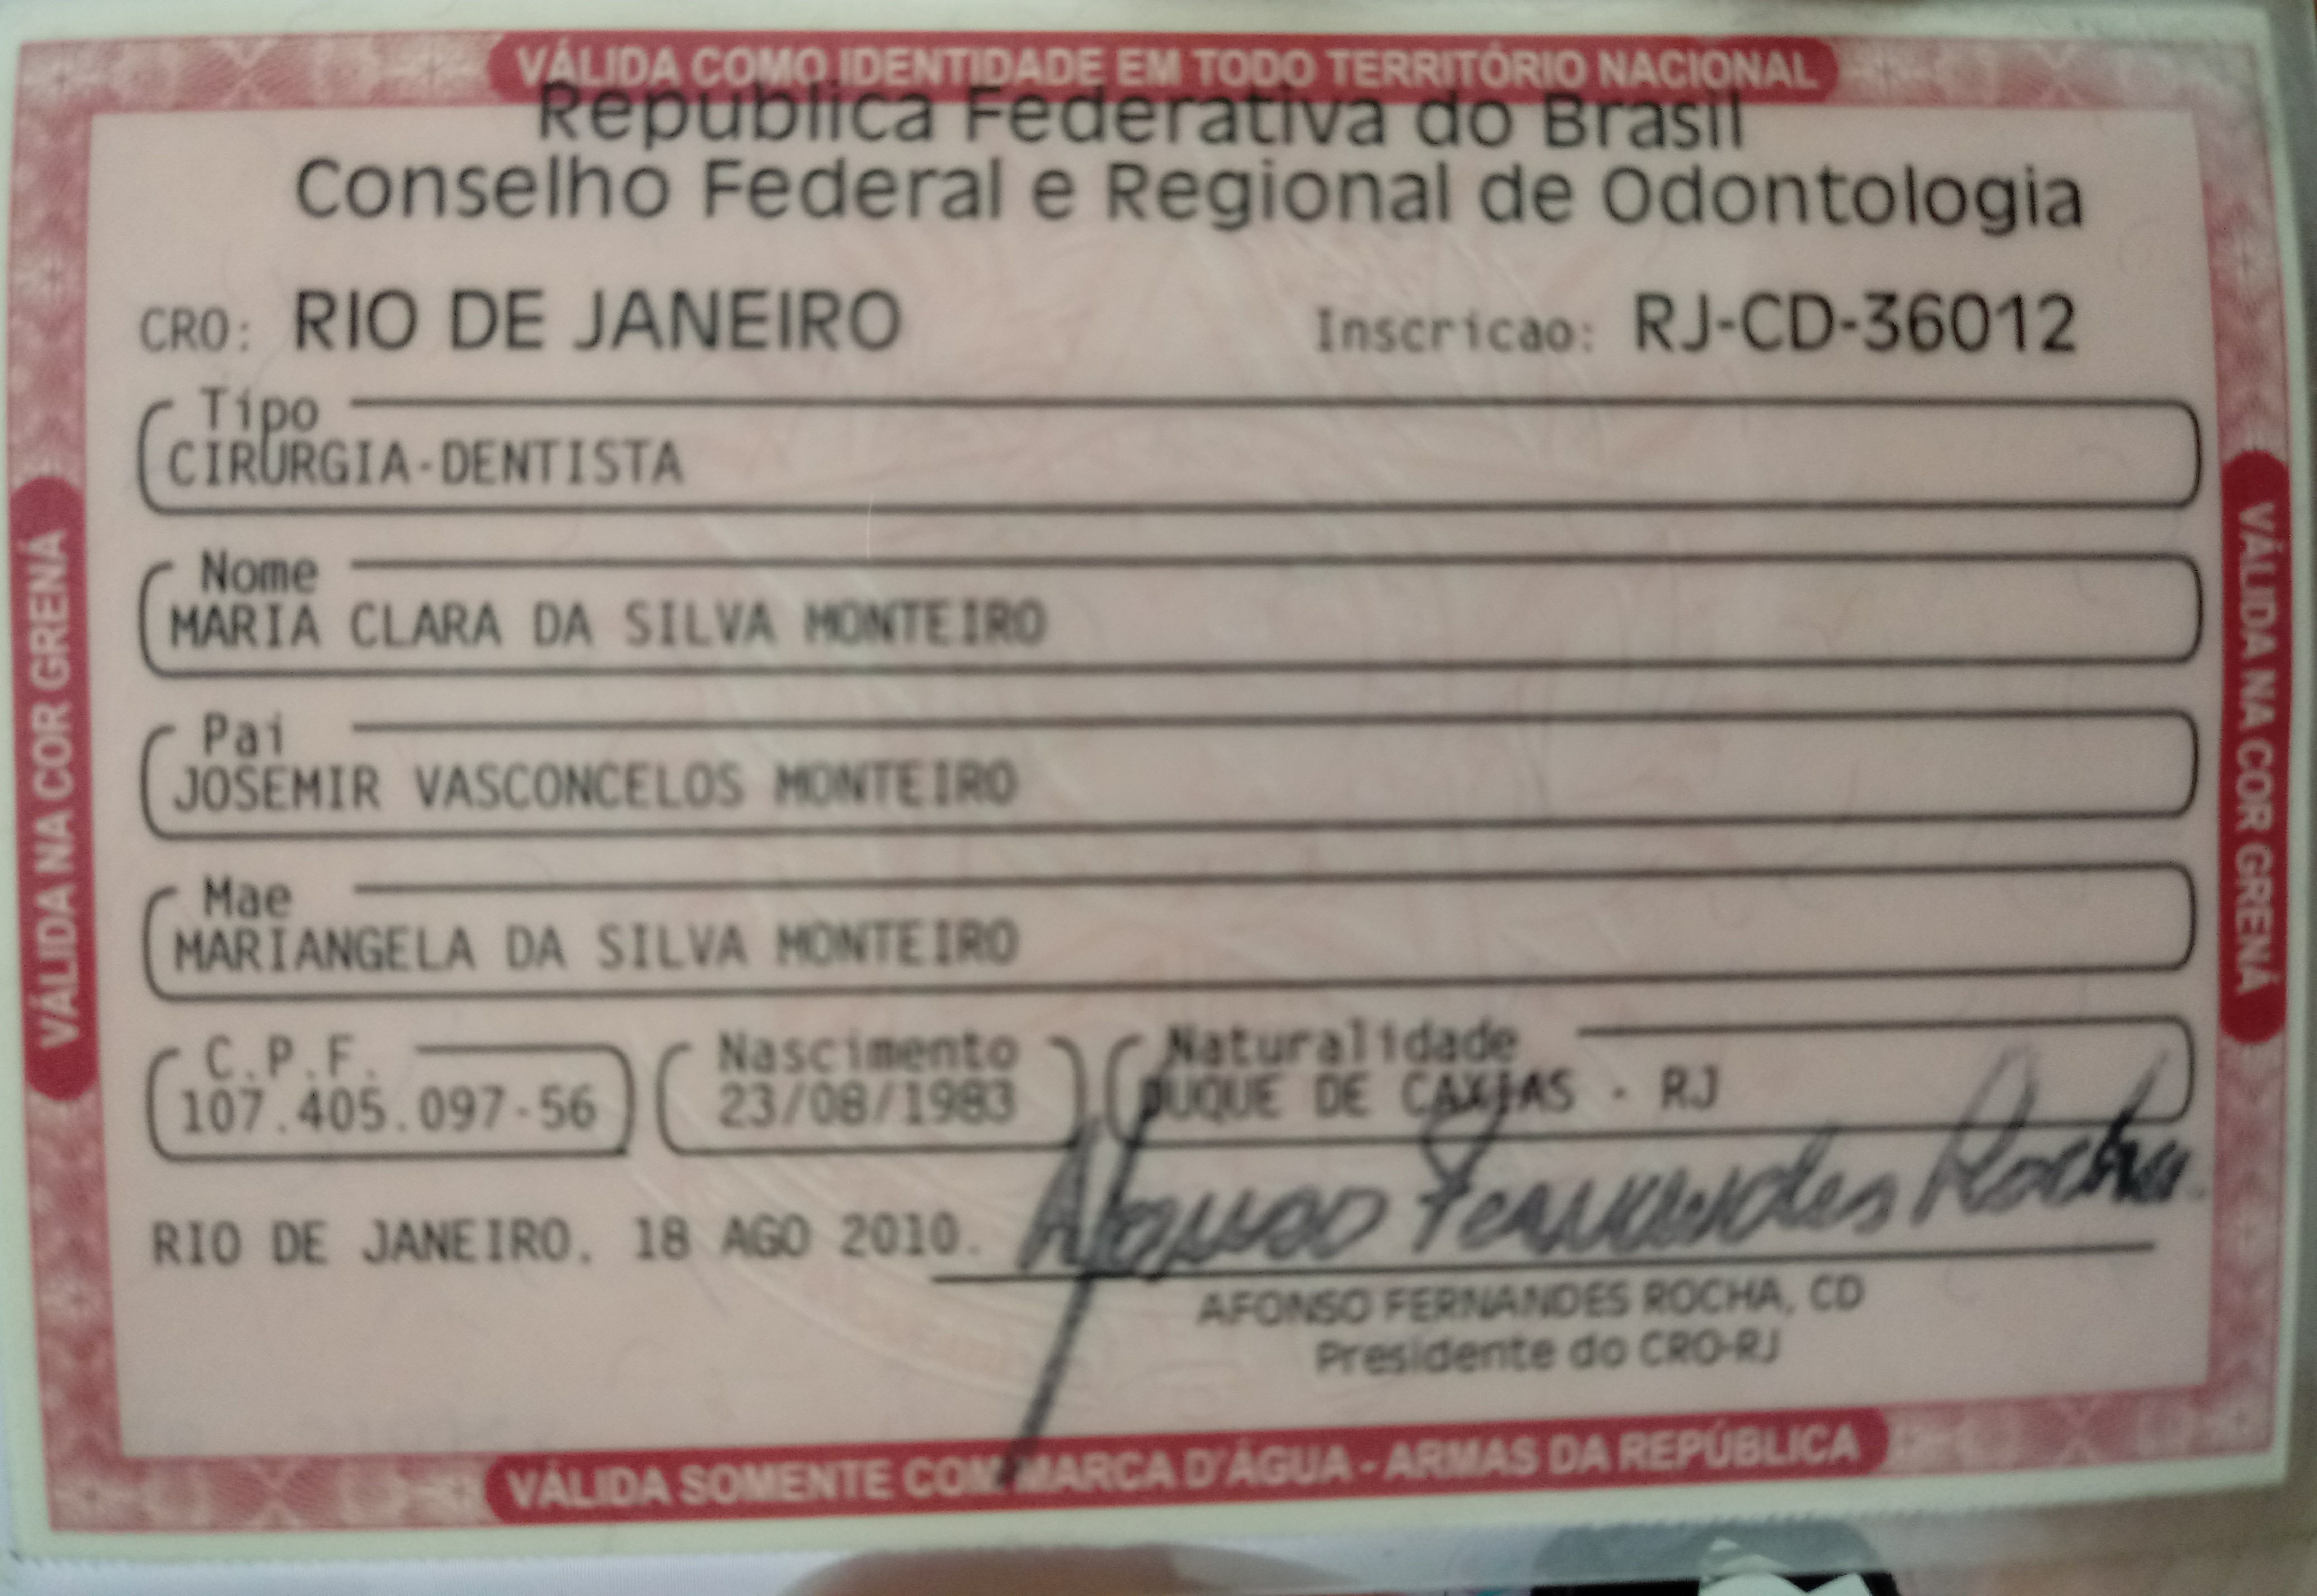 VÁLIDA COMO IDENTIDADE EM TODO TERRITÓRIO NACIONAL
Republica Federativa do Brasil
Conselho Federal e Regional de Odontologia
CRO: RIO DE JANEIRO Inscricao: RJ-CD-36012
Tipo
CIRURGIA-DENTISTA
Nome
MARIA CLARA DA SILVA MONTEIRO
Pai
JOSEMIR VASCONCELOS MONTEIRO
Mae
MARIANGELA DA SILVA MONTEIRO
C.P.F. Nascimento Naturalidade
107.405.097-56 23/08/1983 DUQUE DE CAXIAS - RJ
RIO DE JANEIRO, 18 AGO 2010.
Afonso Fernandes Rocha
AFONSO FERNANDES ROCHA, CD
Presidente do CRO-RJ
VÁLIDA SOMENTE COM MARCA D'ÁGUA - ARMAS DA REPÚBLICA
VÁLIDA NA COR GRENÁ
VÁLIDA NA COR GRENÁ